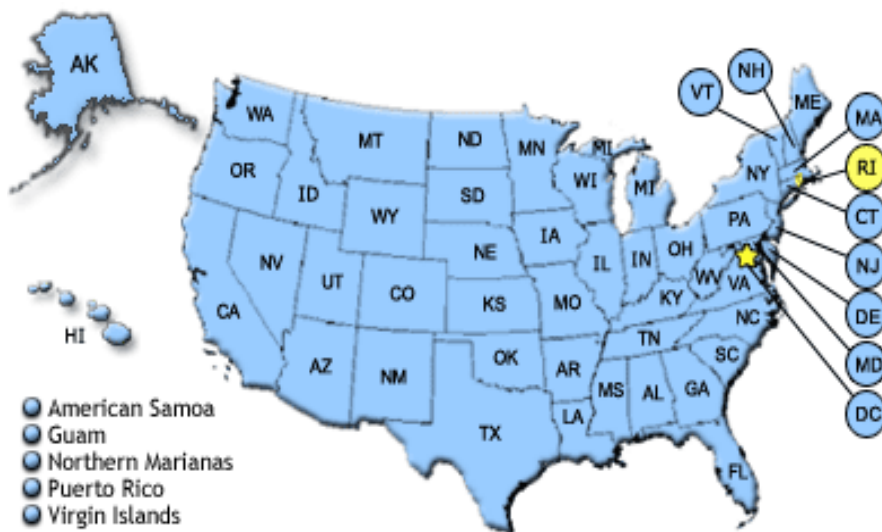 AK
VT
NH
ME
MA
WA
MT
ND
MN
MI
WI
MI
NY
RI
OR
ID
SD
WY
CT
PA
IA
NE
NJ
NV
UT
CO
IL
IN
OH
WV
VA
DE
CA
KS
MO
KY
NC
HI
TN
MD
AZ
NM
OK
AR
SC
MS
AL
GA
DC
TX
LA
FL
American Samoa
Guam
Northern Marianas
Puerto Rico
Virgin Islands